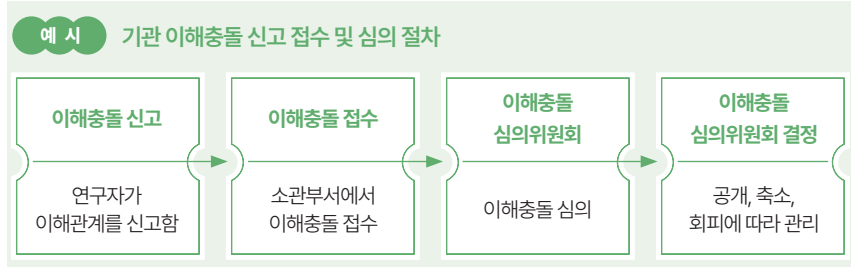 예 시
기관 이해충돌 신고 접수 및 심의 절차
이해충돌 신고
연구자가
이해관계를 신고함
이해충돌 접수
소관부서에서
이해충돌 접수
이해충돌
심의위원회
이해충돌 심의
이해충돌
심의위원회 결정
공개, 축소,
회피에 따라 관리